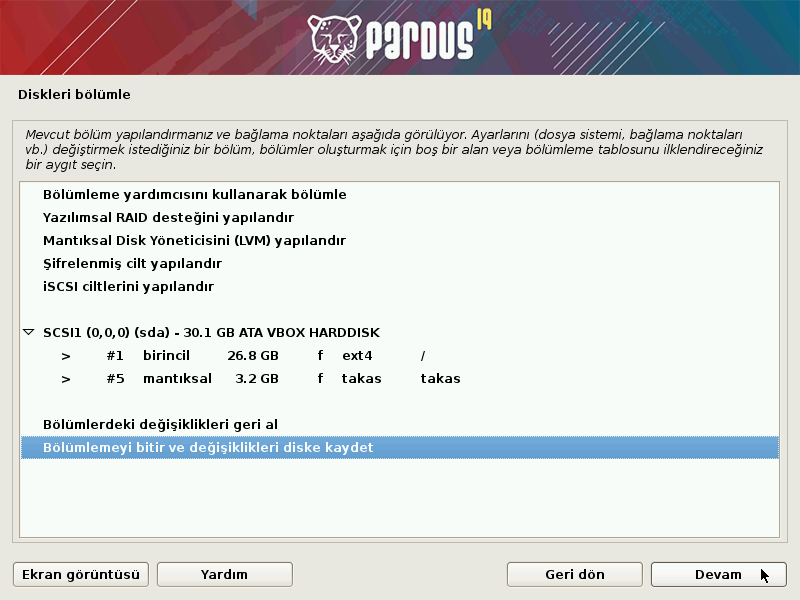 pardus 19
Diskleri bölümle
Mevcut bölüm yapılandırmanız ve bağlama noktaları aşağıda görülüyor. Ayarlarını (dosya sistemi, bağlama noktaları
vb.) değiştirmek istediğiniz bir bölüm, bölümler oluşturmak için boş bir alan veya bölümleme tablosunu ilklendireceğiniz
bir aygıt seçin.
Bölümleme yardımcısını kullanarak bölümle
Yazılımsal RAID desteğini yapılandır
Mantıksal Disk Yöneticisini (LVM) yapılandır
Şifrelenmiş cilt yapılandır
iSCSI ciltlerini yapılandır
SCSI1 (0,0,0) (sda) - 30.1 GB ATA VBOX HARDDISK
> #1 birincil 26.8 GB f ext4 /
> #5 mantıksal 3.2 GB f takas takas
Bölümlerdeki değişiklikleri geri al
Bölümlemeyi bitir ve değişiklikleri diske kaydet
Ekran görüntüsü Yardım Geri dön Devam